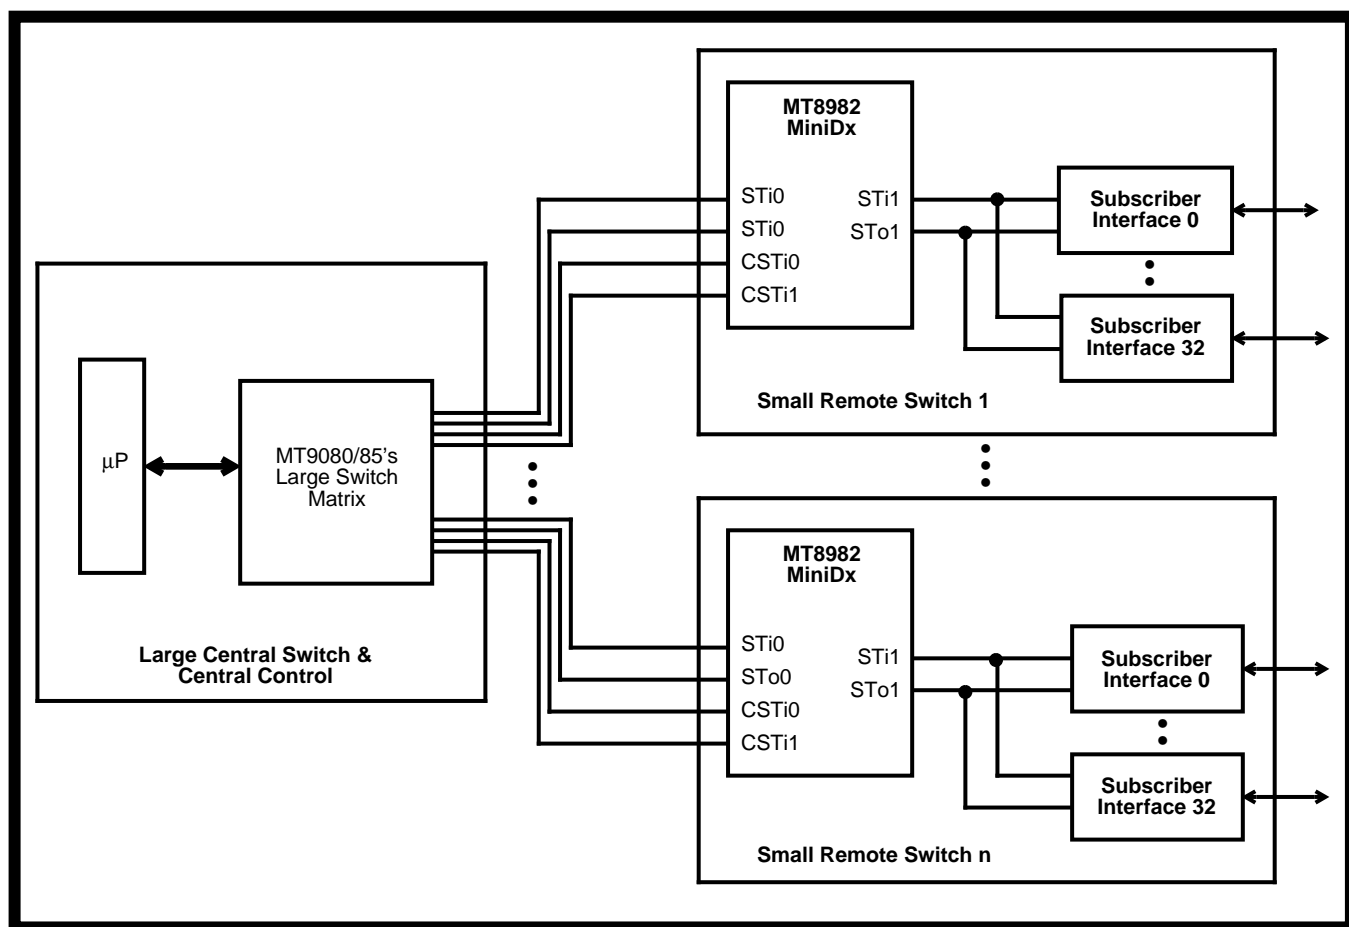 MT8982
MiniDx
STi0
STi0
CSTi0
CSTi1
STi1
STo1
Subscriber
Interface 0
Subscriber
Interface 32
Small Remote Switch 1
μP
MT9080/85's
Large Switch
Matrix
Large Central Switch &
Central Control
MT8982
MiniDx
STi0
STo0
CSTi0
CSTi1
STi1
STo1
Subscriber
Interface 0
Subscriber
Interface 32
Small Remote Switch n